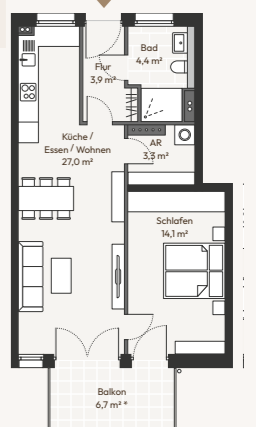 Bad
4,4 m²
Flur
3,9 m²
Küche /
Essen / Wohnen
27,0 m²
AR
3,3 m²
Schlafen
14,1 m²
Balkon
6,7 m² *